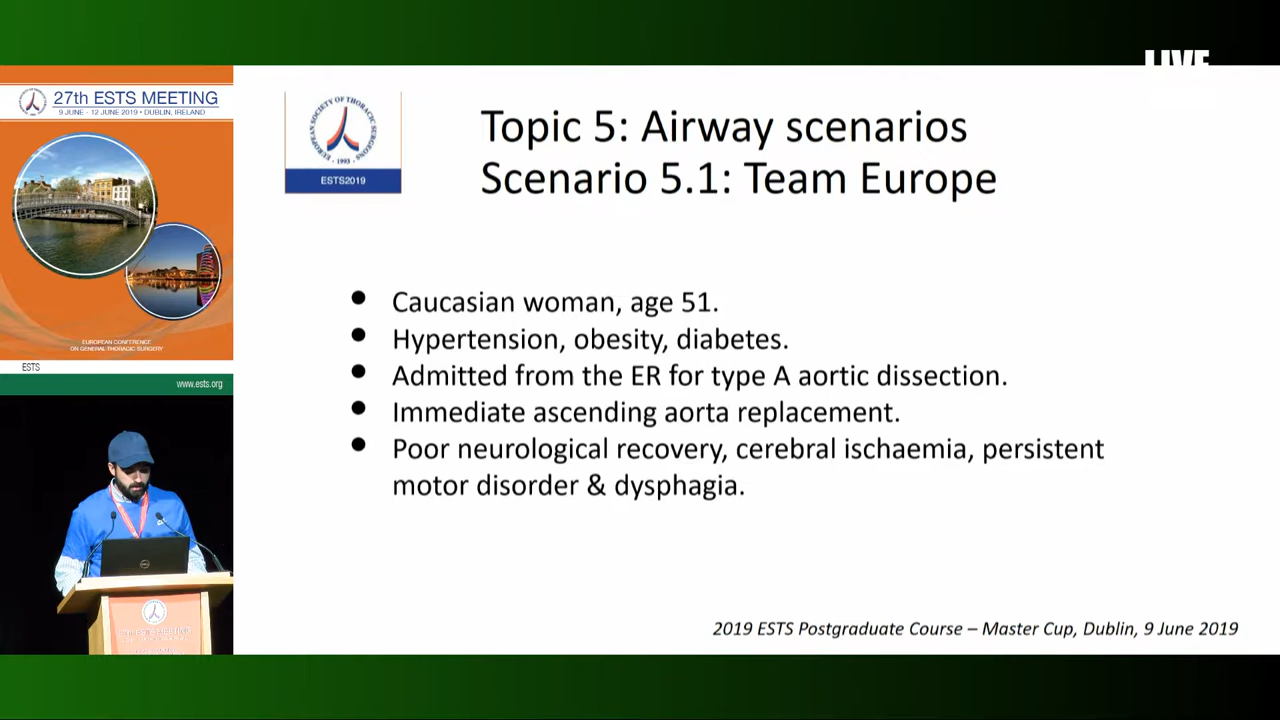 LIVE
27th ESTS MEETING
9 JUNE - 12 JUNE 2019 • DUBLIN, IRELAND
EUROPEAN CONFERENCE
ON GENERAL THORACIC SURGERY
ESTS
www.ests.org
EUROPEAN SOCIETY OF THORACIC SURGEONS
· 1993 ·
ESTS2019
Topic 5: Airway scenarios
Scenario 5.1: Team Europe
• Caucasian woman, age 51.
• Hypertension, obesity, diabetes.
• Admitted from the ER for type A aortic dissection.
• Immediate ascending aorta replacement.
• Poor neurological recovery, cerebral ischaemia, persistent
motor disorder & dysphagia.
2019 ESTS Postgraduate Course – Master Cup, Dublin, 9 June 2019